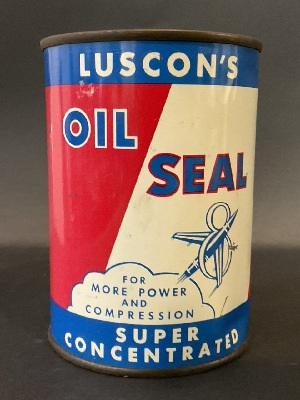 LUSCON'S
OIL
SEAL
FOR
MORE POWER
AND
COMPRESSION
SUPER
CONCENTRATED